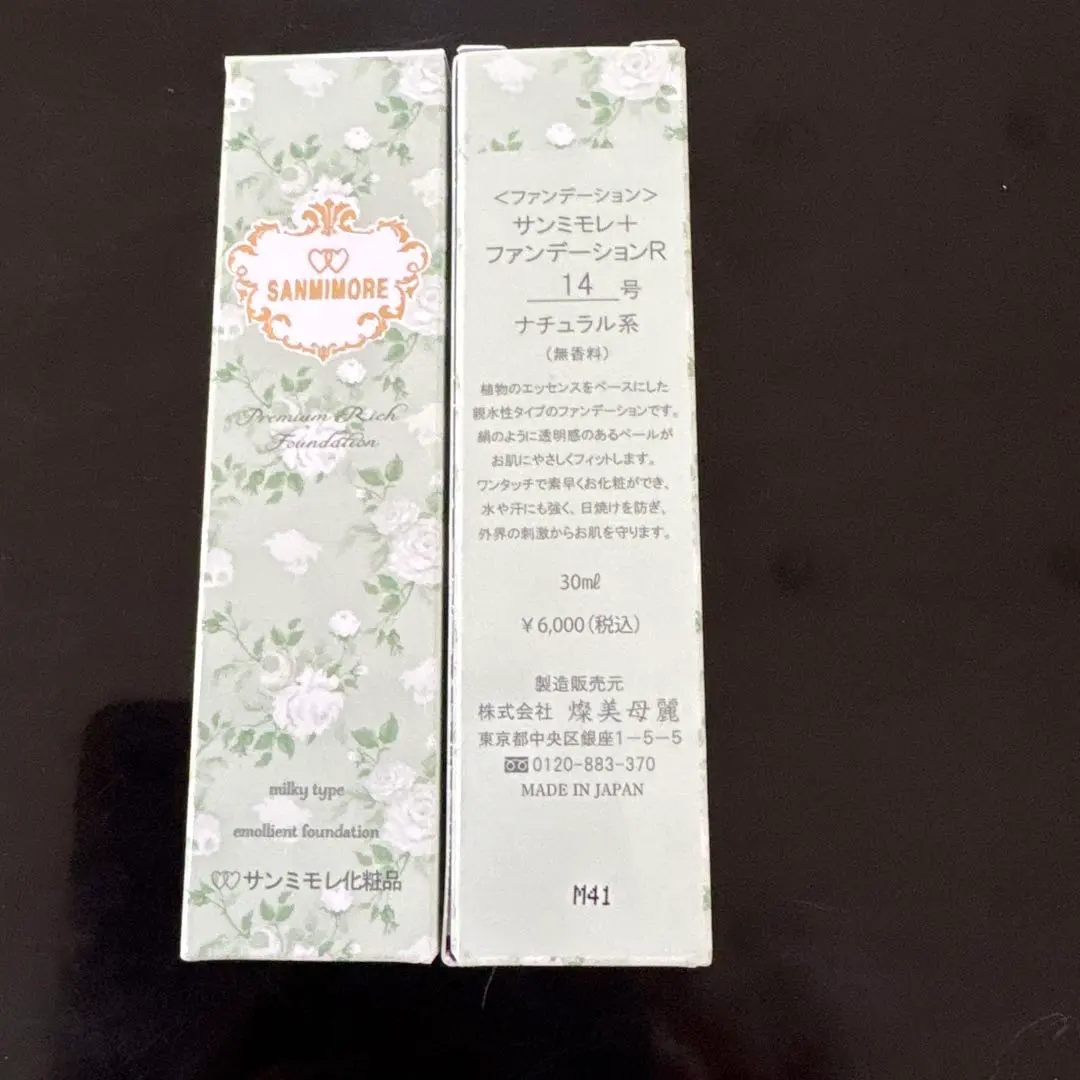 SANMIMORE
Premium Rich
Foundation
milky type
emollient foundation
サンミモレ化粧品
＜ファンデーション＞
サンミモレ＋
ファンデーションR
14号
ナチュラル系
（無香料）
植物のエッセンスをベースにした
親水性タイプのファンデーションです。
絹のように透明感のあるベールが
お肌にやさしくフィットします。
ワンタッチで素早くお化粧ができ、
水や汗にも強く、日焼けを防ぎ、
外界の刺激からお肌を守ります。
30㎖
￥6,000（税込）
製造販売元
株式会社 燦美母麗
東京都中央区銀座1−5−5
0120-883-370
MADE IN JAPAN
M41